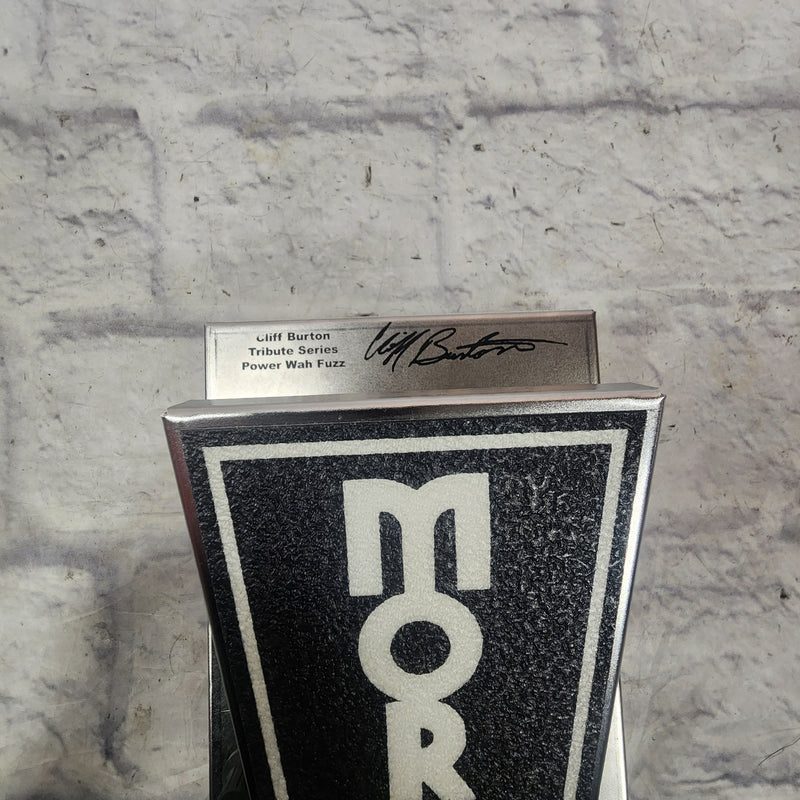 Cliff Burton
Tribute Series
Power Wah Fuzz
Cliff Burton
MOR